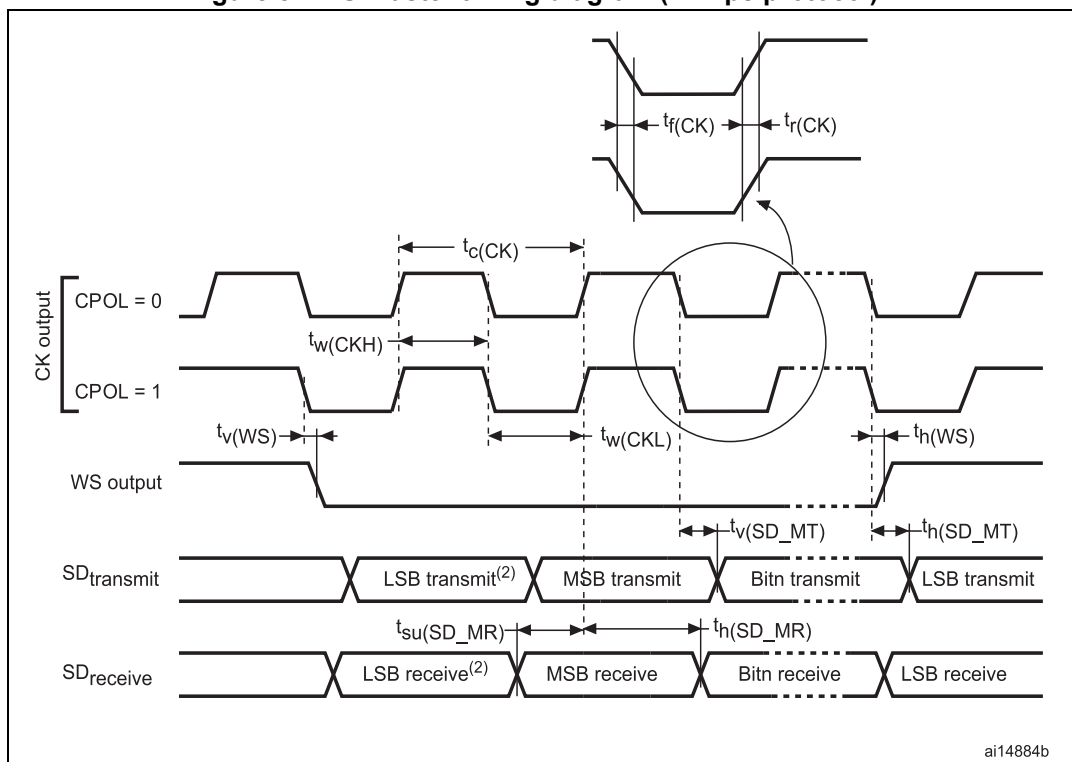 tf(CK)
tr(CK)
tc(CK)
CK output
CPOL = 0
tw(CKH)
CPOL = 1
tv(WS)
tw(CKL)
th(WS)
WS output
tv(SD_MT)
th(SD_MT)
SDtransmit
LSB transmit(2)
MSB transmit
Bitn transmit
LSB transmit
tsu(SD_MR)
th(SD_MR)
SDreceive
LSB receive(2)
MSB receive
Bitn receive
LSB receive
ai14884b